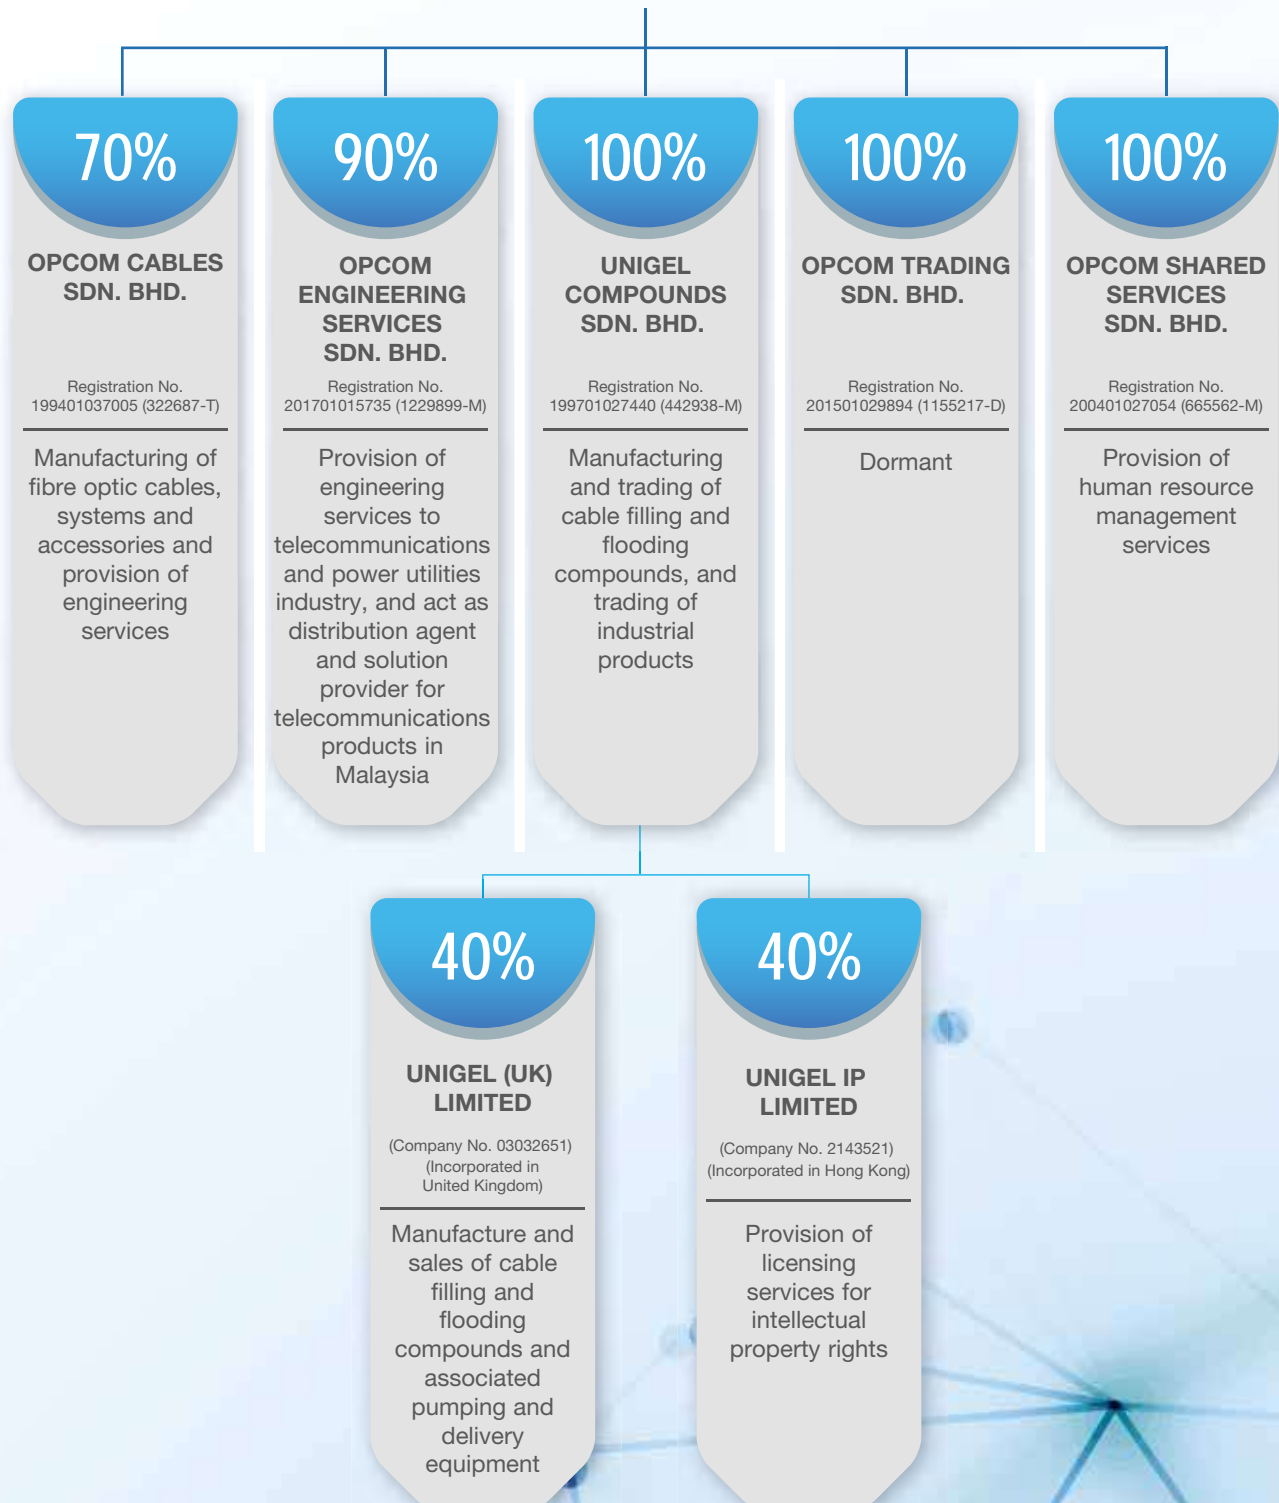 70%
OPCOM CABLES
SDN. BHD.
Registration No.
199401037005 (322687-T)
Manufacturing of
fibre optic cables,
systems and
accessories and
provision of
engineering
services
90%
OPCOM
ENGINEERING
SERVICES
SDN. BHD.
Registration No.
201701015735 (1229899-M)
Provision of
engineering
services to
telecommunications
and power utilities
industry, and act as
distribution agent
and solution
provider for
telecommunications
products in
Malaysia
100%
UNIGEL
COMPOUNDS
SDN. BHD.
Registration No.
199701027440 (442938-M)
Manufacturing
and trading of
cable filling and
flooding
compounds, and
trading of
industrial
products
100%
OPCOM TRADING
SDN. BHD.
Registration No.
201501029894 (1155217-D)
Dormant
100%
OPCOM SHARED
SERVICES
SDN. BHD.
Registration No.
200401027054 (665562-M)
Provision of
human resource
management
services
40%
UNIGEL (UK)
LIMITED
(Company No. 03032651)
(Incorporated in
United Kingdom)
Manufacture and
sales of cable
filling and
flooding
compounds and
associated
pumping and
delivery
equipment
40%
UNIGEL IP
LIMITED
(Company No. 2143521)
(Incorporated in Hong Kong)
Provision of
licensing
services for
intellectual
property rights